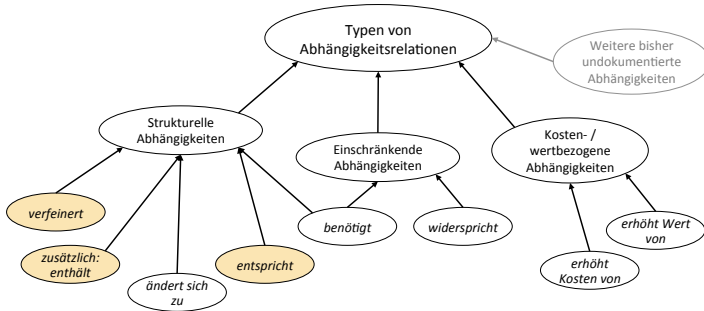 Typen von
Abhängigkeitsrelationen
Weitere bisher
undokumentierte
Abhängigkeiten
Strukturelle
Abhängigkeiten
Einschränkende
Abhängigkeiten
Kosten- /
wertbezogene
Abhängigkeiten
verfeinert
zusätzlich:
enthält
ändert sich
zu
entspricht
benötigt
widerspricht
erhöht
Kosten von
erhöht Wert
von